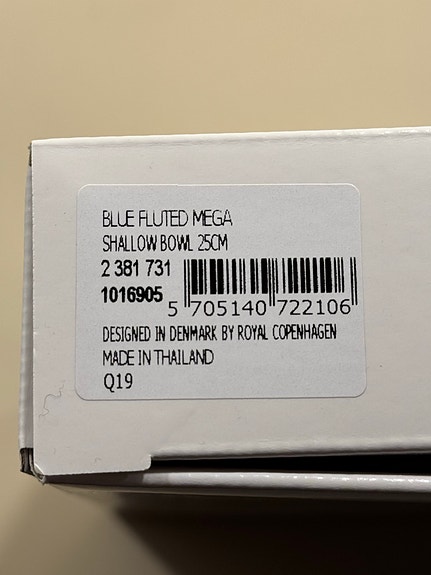 BLUE FLUTED MEGA
SHALLOW BOWL 25CM
2 381 731
1016905
5 705140 722106
DESIGNED IN DENMARK BY ROYAL COPENHAGEN
MADE IN THAILAND
Q19